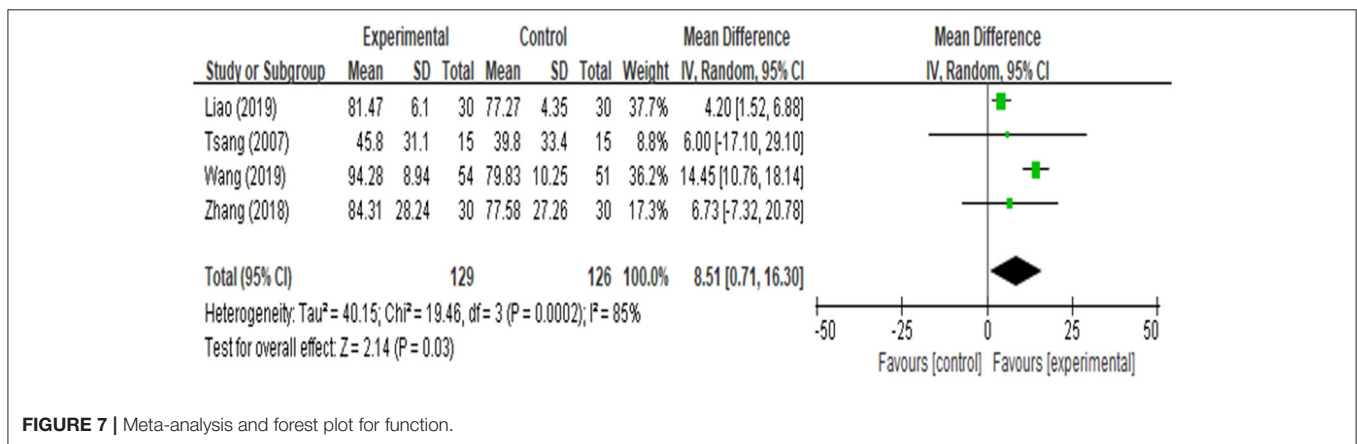 Experimental Control Mean Difference Mean Difference
Study or Subgroup Mean SD Total Mean SD Total Weight IV, Random, 95% CI IV, Random, 95% CI
Liao (2019) 81.47 6.1 30 77.27 4.35 30 37.7% 4.20 [1.52, 6.88]
Tsang (2007) 45.8 31.1 15 39.8 33.4 15 8.8% 6.00 [-17.10, 29.10]
Wang (2019) 94.28 8.94 54 79.83 10.25 51 36.2% 14.45 [10.76, 18.14]
Zhang (2018) 84.31 28.24 30 77.58 27.26 30 17.3% 6.73 [-7.32, 20.78]
Total (95% CI) 129 126 100.0% 8.51 [0.71, 16.30]
Heterogeneity: Tau² = 40.15; Chi² = 19.46, df = 3 (P = 0.0002); I² = 85%
Test for overall effect: Z = 2.14 (P = 0.03)
-50 -25 0 25 50
Favours [control] Favours [experimental]
FIGURE 7 | Meta-analysis and forest plot for function.